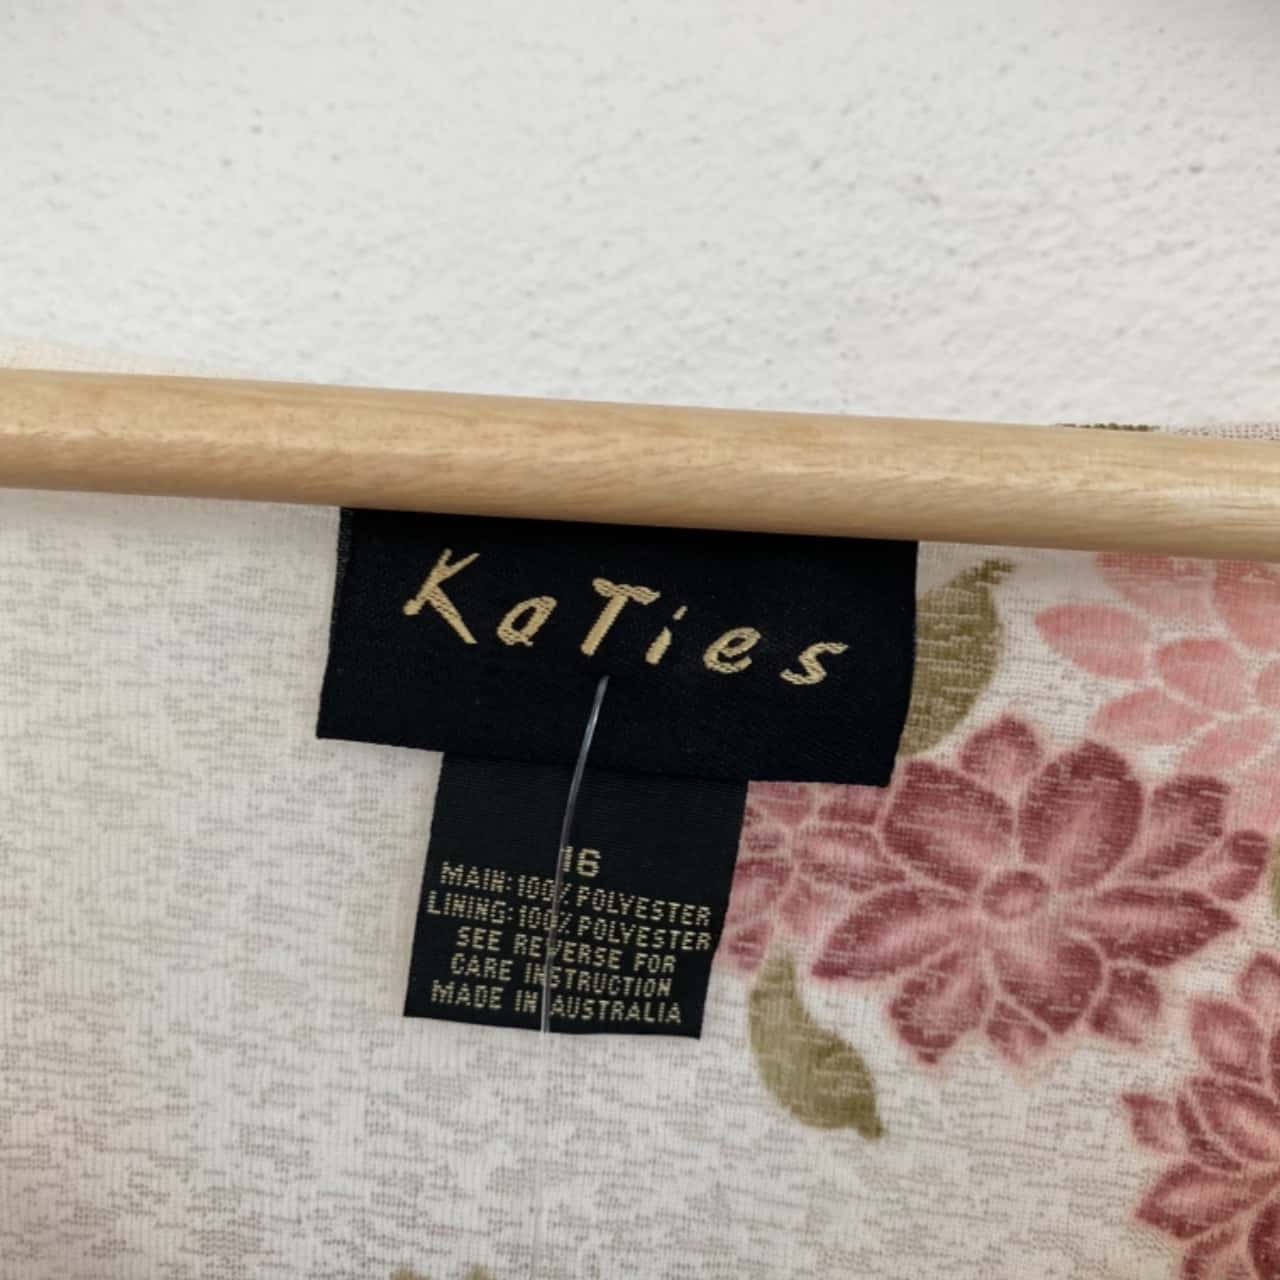 KaTies
16
MAIN: 100% POLYESTER
LINING: 100% POLYESTER
SEE REVERSE FOR
CARE INSTRUCTION
MADE IN AUSTRALIA